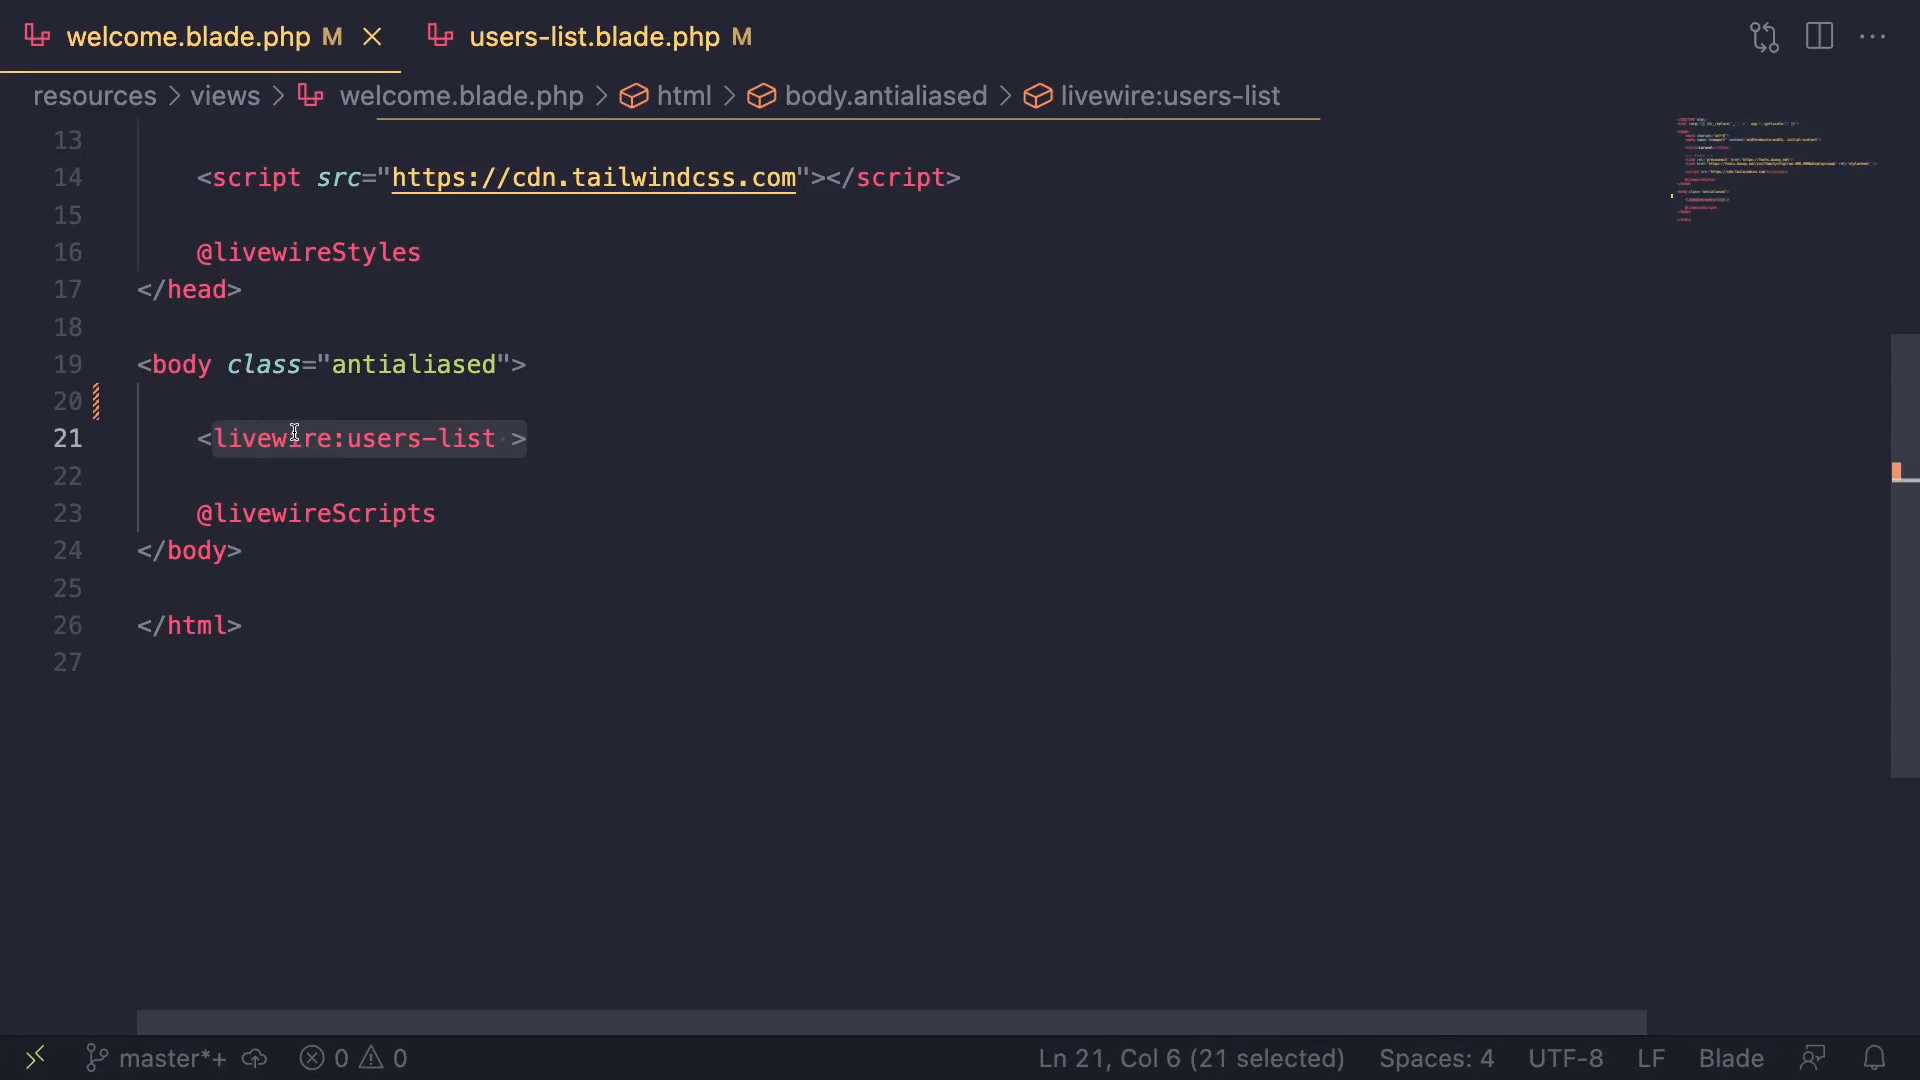 welcome.blade.php M
users-list.blade.php M
resources > views > welcome.blade.php > html > body.antialiased > livewire:users-list
13
14 <script src="https://cdn.tailwindcss.com"></script>
15
16 @livewireStyles
17 </head>
18
19 <body class="antialiased">
20
21 <livewire:users-list >
22
23 @livewireScripts
24 </body>
25
26 </html>
27
master*+ 0 0 Ln 21, Col 6 (21 selected) Spaces: 4 UTF-8 LF Blade